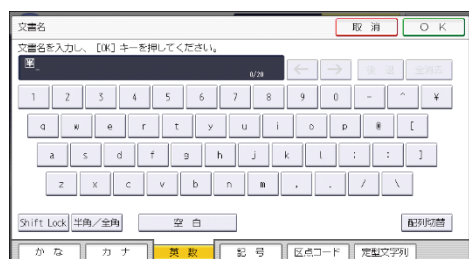 文書名 取 消 O K
文書名を入力し、[OK] キーを押してください。
半_
0/20 ← → 後 退 全消去
1 2 3 4 5 6 7 8 9 0 - ^ ¥
q w e r t y u i o p @ [
a s d f g h j k l ; : ]
z x c v b n m , . / \
Shift Lock 半角/全角 空 白 配列切替
か な カ ナ 英 数 記 号 区点コード 定型文字列